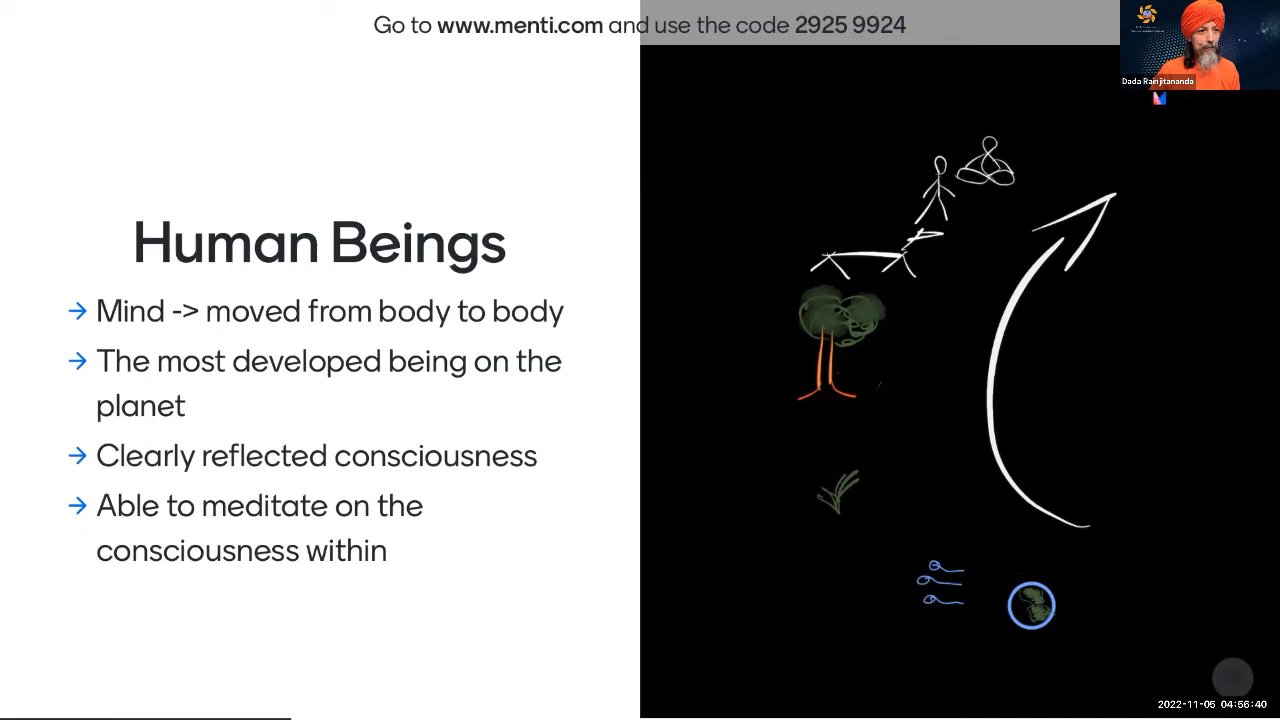 Go to www.menti.com and use the code 2925 9924
Dada Rainjitananda
Human Beings
→ Mind -> moved from body to body
→ The most developed being on the
planet
→ Clearly reflected consciousness
→ Able to meditate on the
consciousness within
2022-11-05 04:56:40